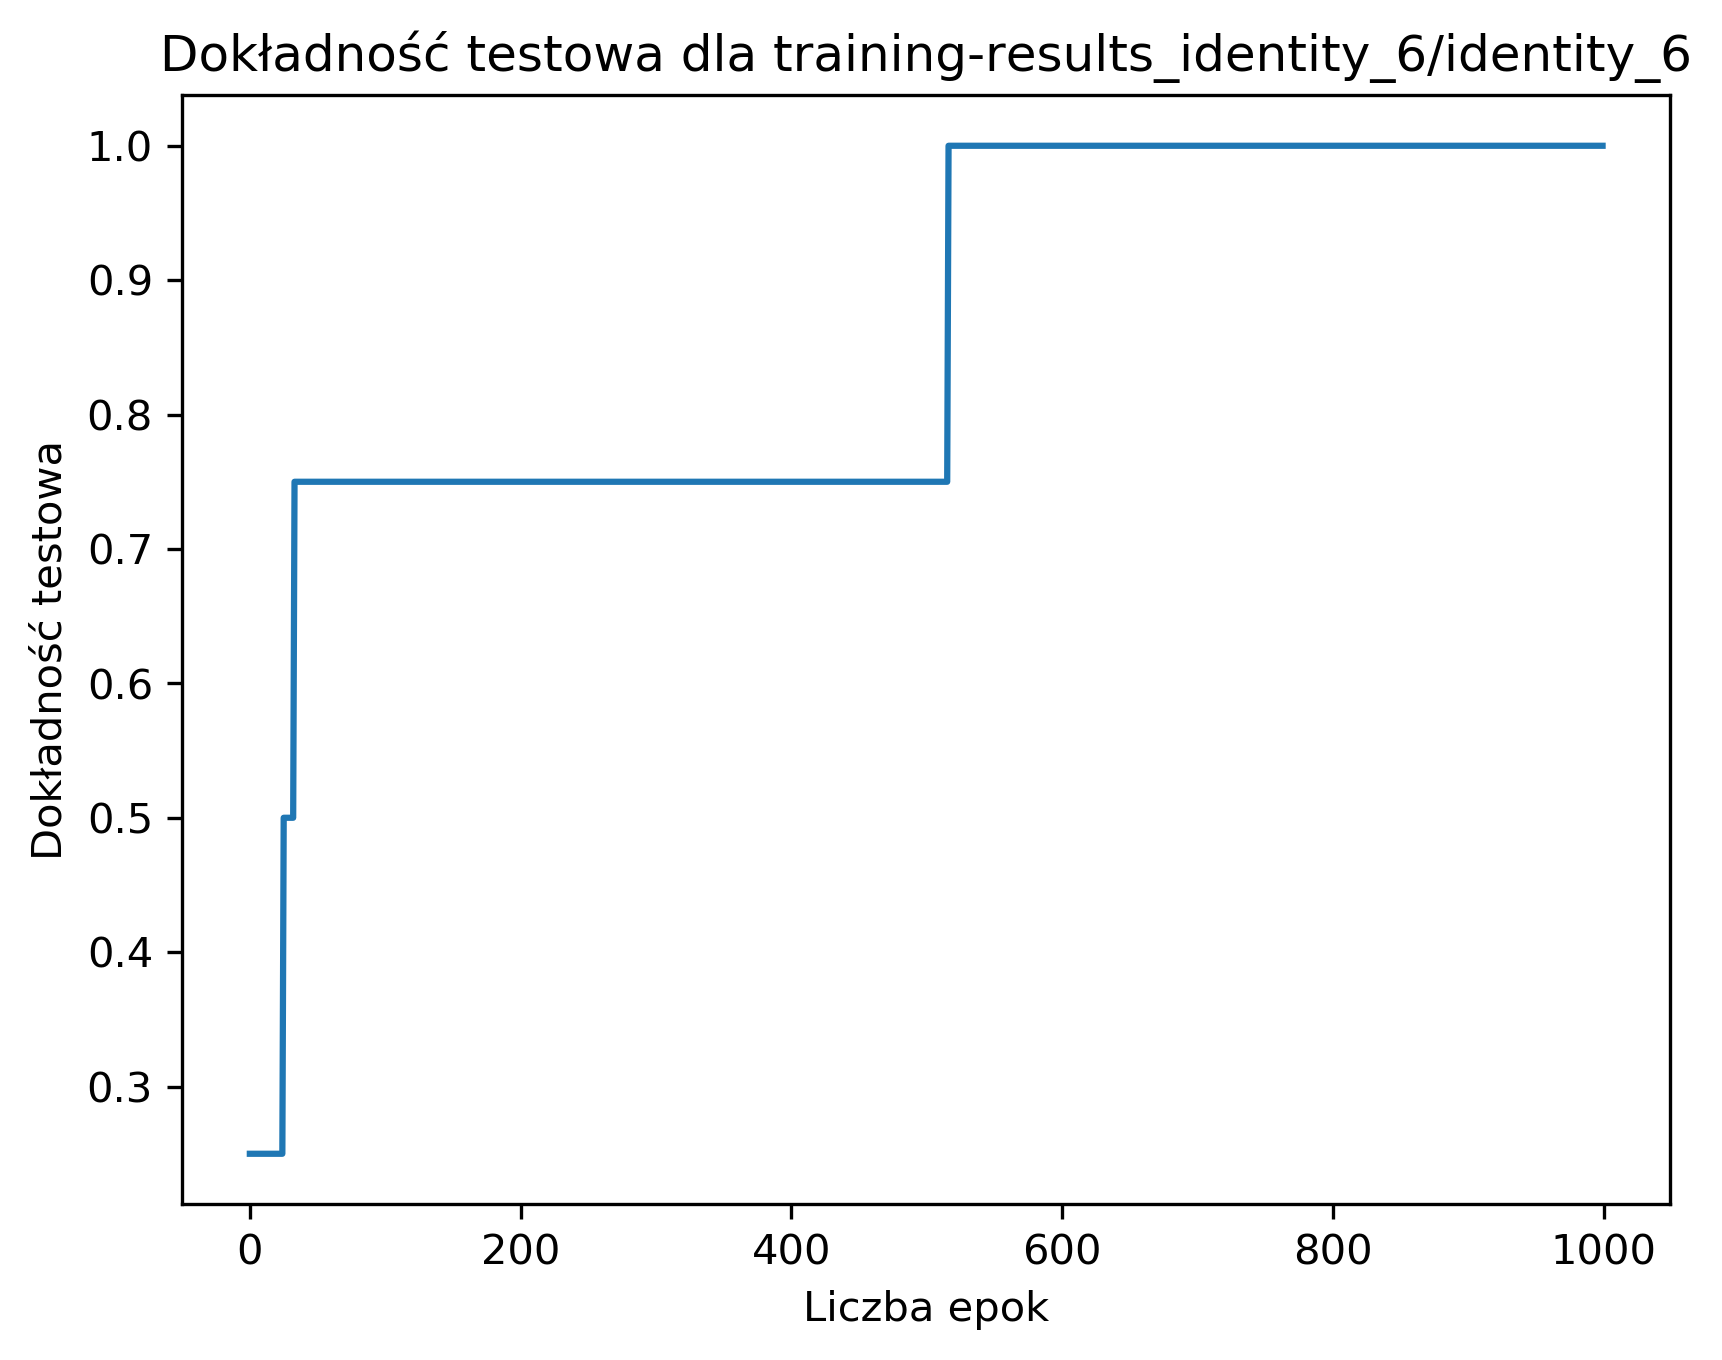 Dokładność testowa dla training-results_identity_6/identity_6
Dokładność testowa
1.0
0.9
0.8
0.7
0.6
0.5
0.4
0.3
0 200 400 600 800 1000
Liczba epok